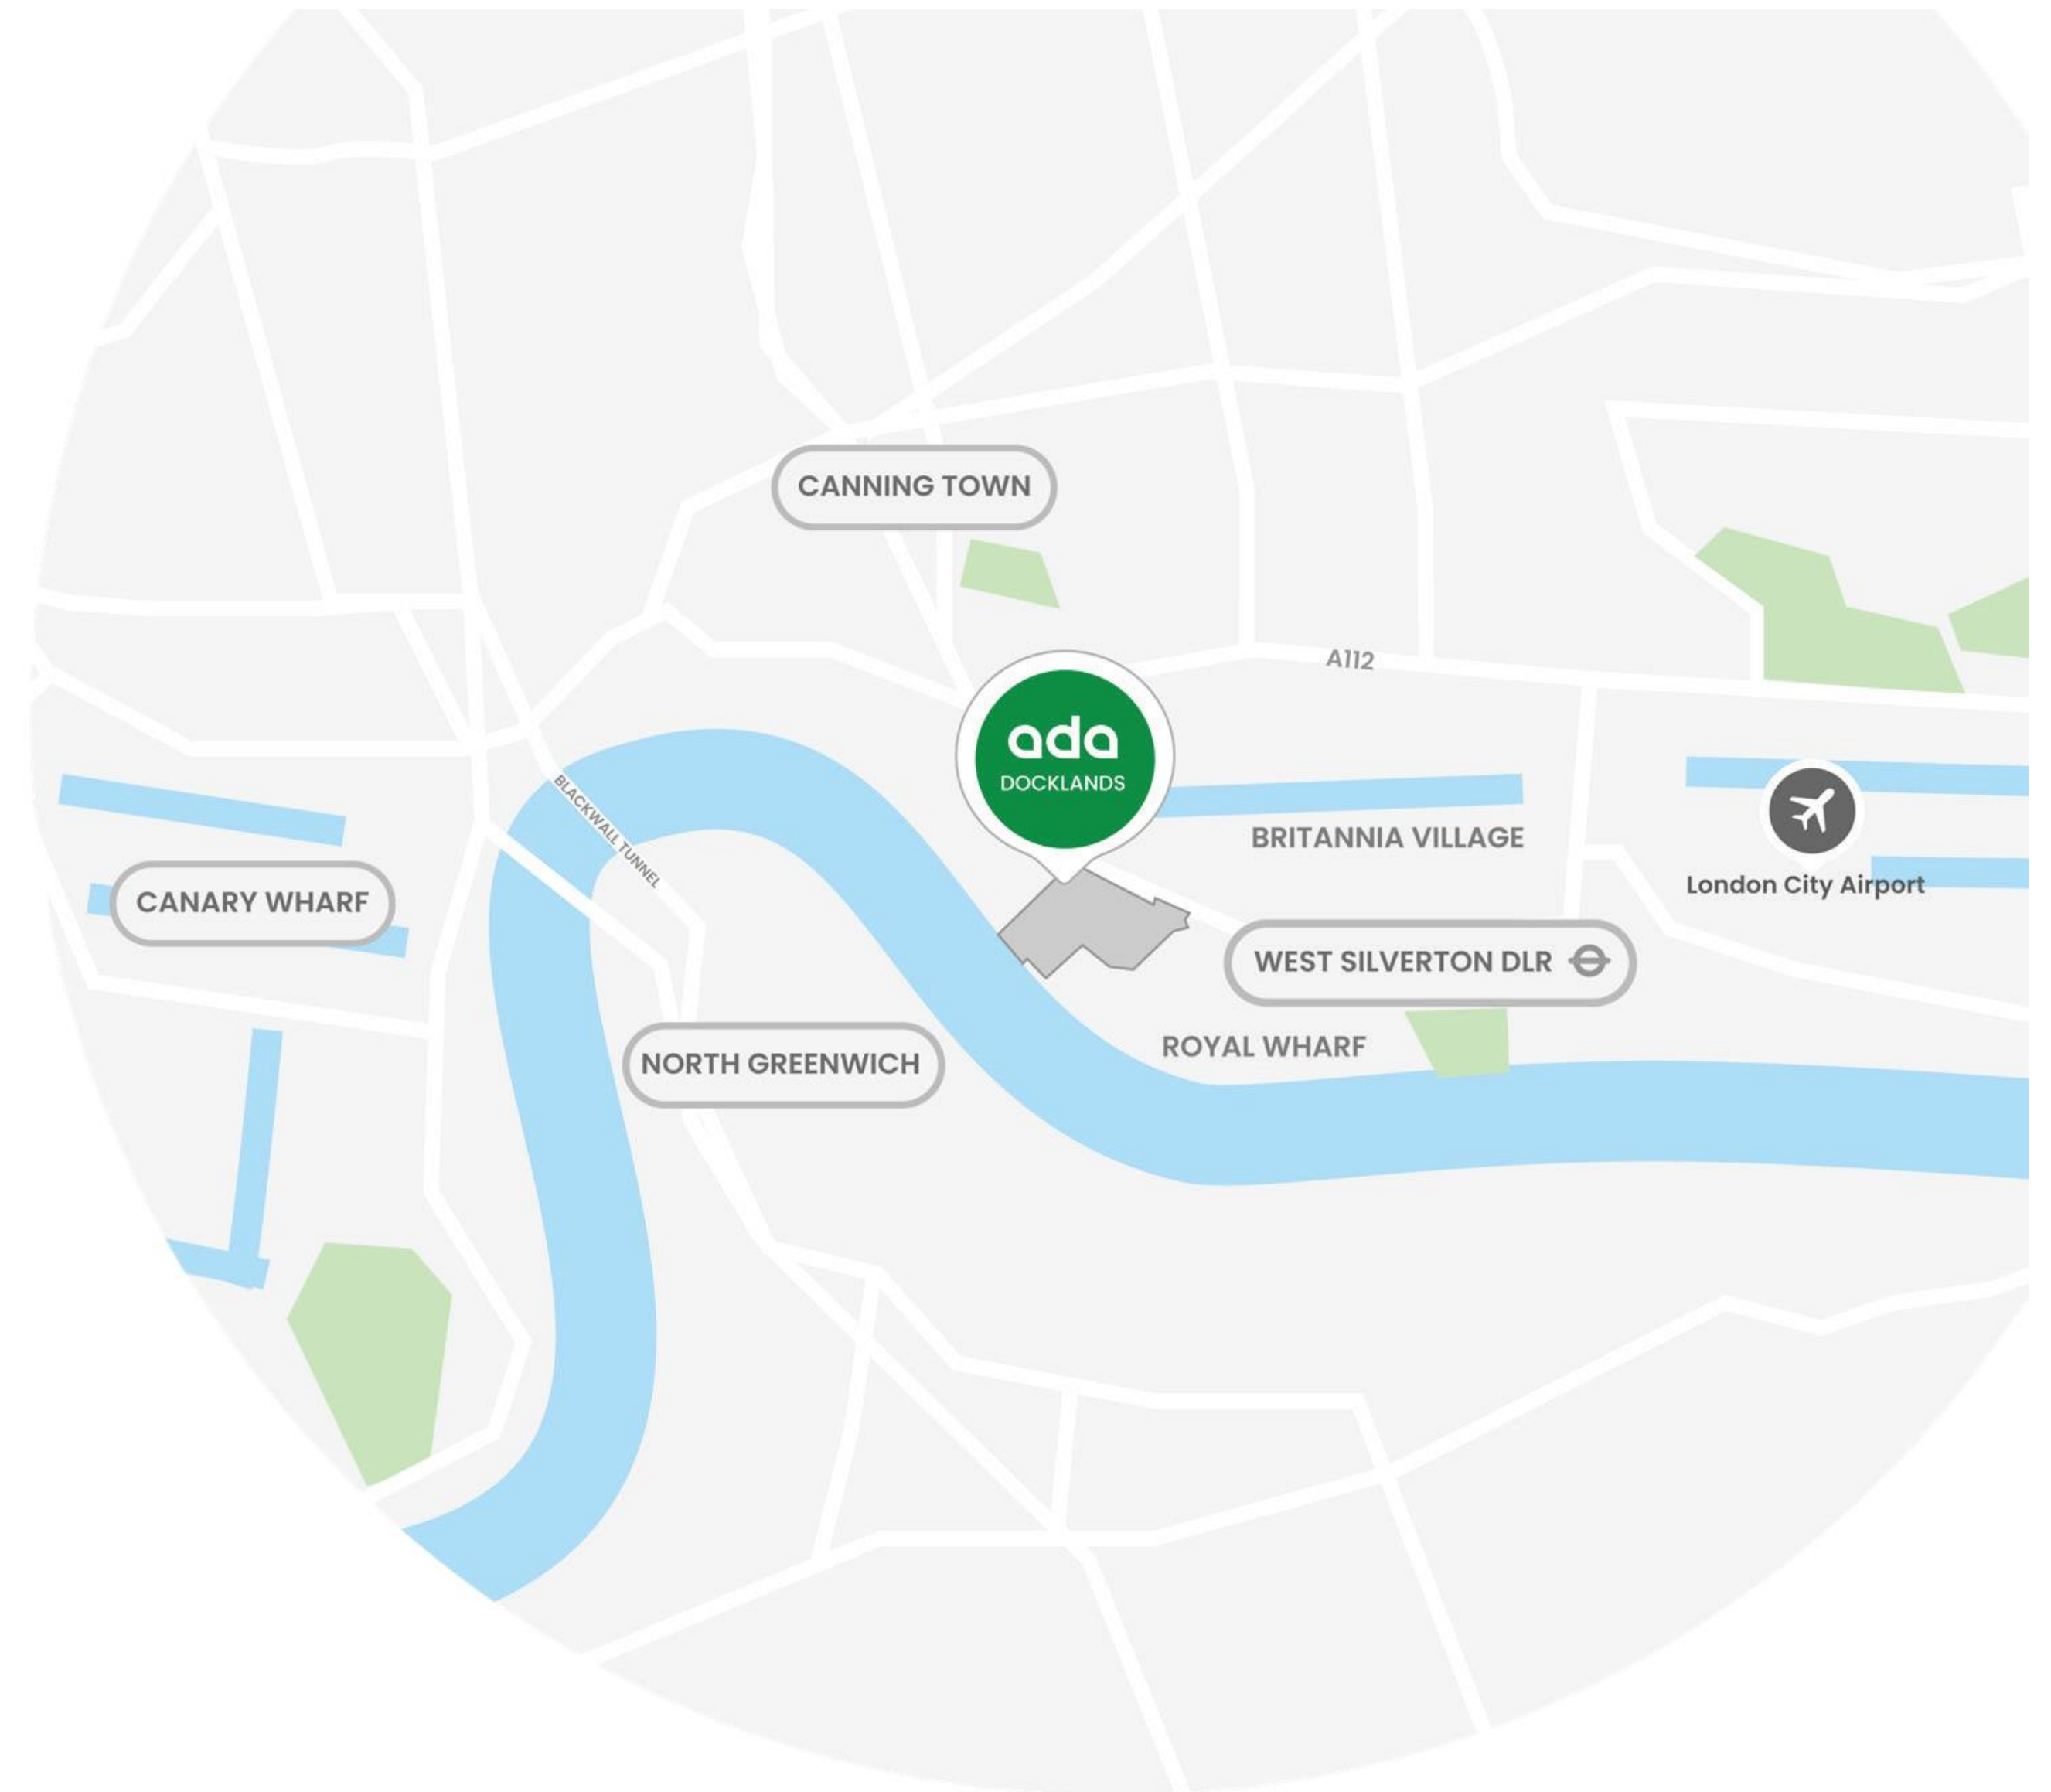 CANNING TOWN
A112
ada
DOCKLANDS
BLACKWALL TUNNEL
BRITANNIA VILLAGE
London City Airport
CANARY WHARF
WEST SILVERTON DLR
ROYAL WHARF
NORTH GREENWICH